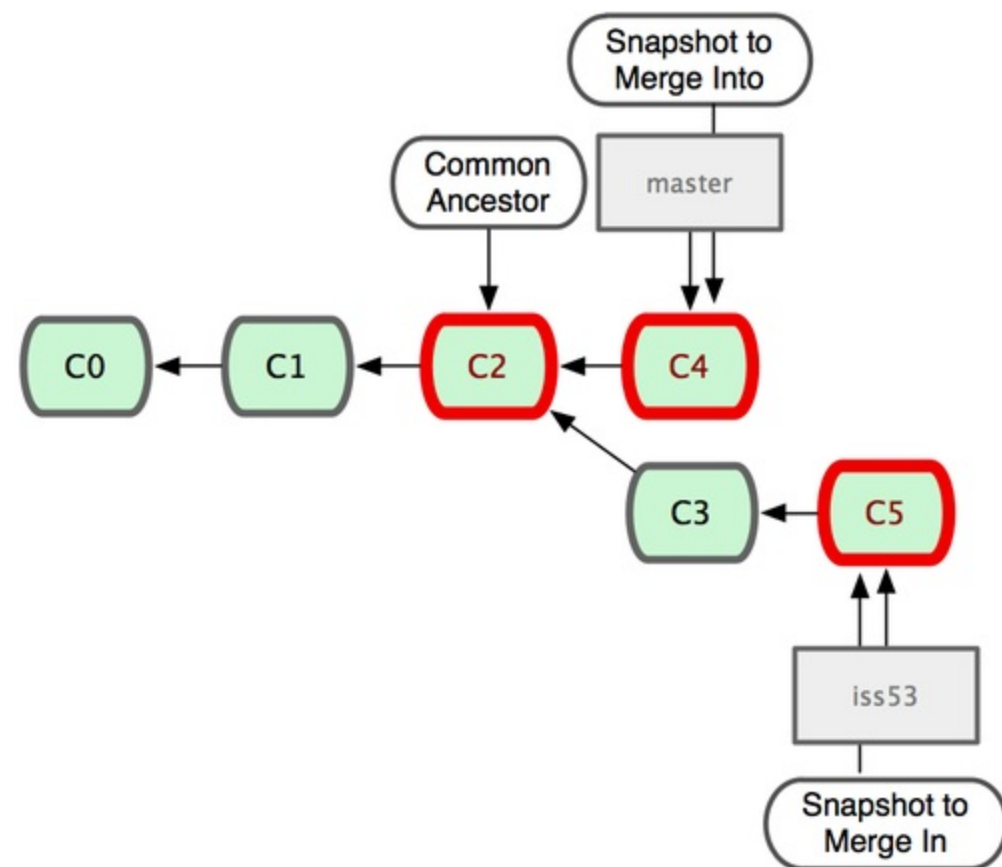 Snapshot to
Merge Into
Common
Ancestor
master
C0
C1
C2
C4
C3
C5
iss53
Snapshot to
Merge In